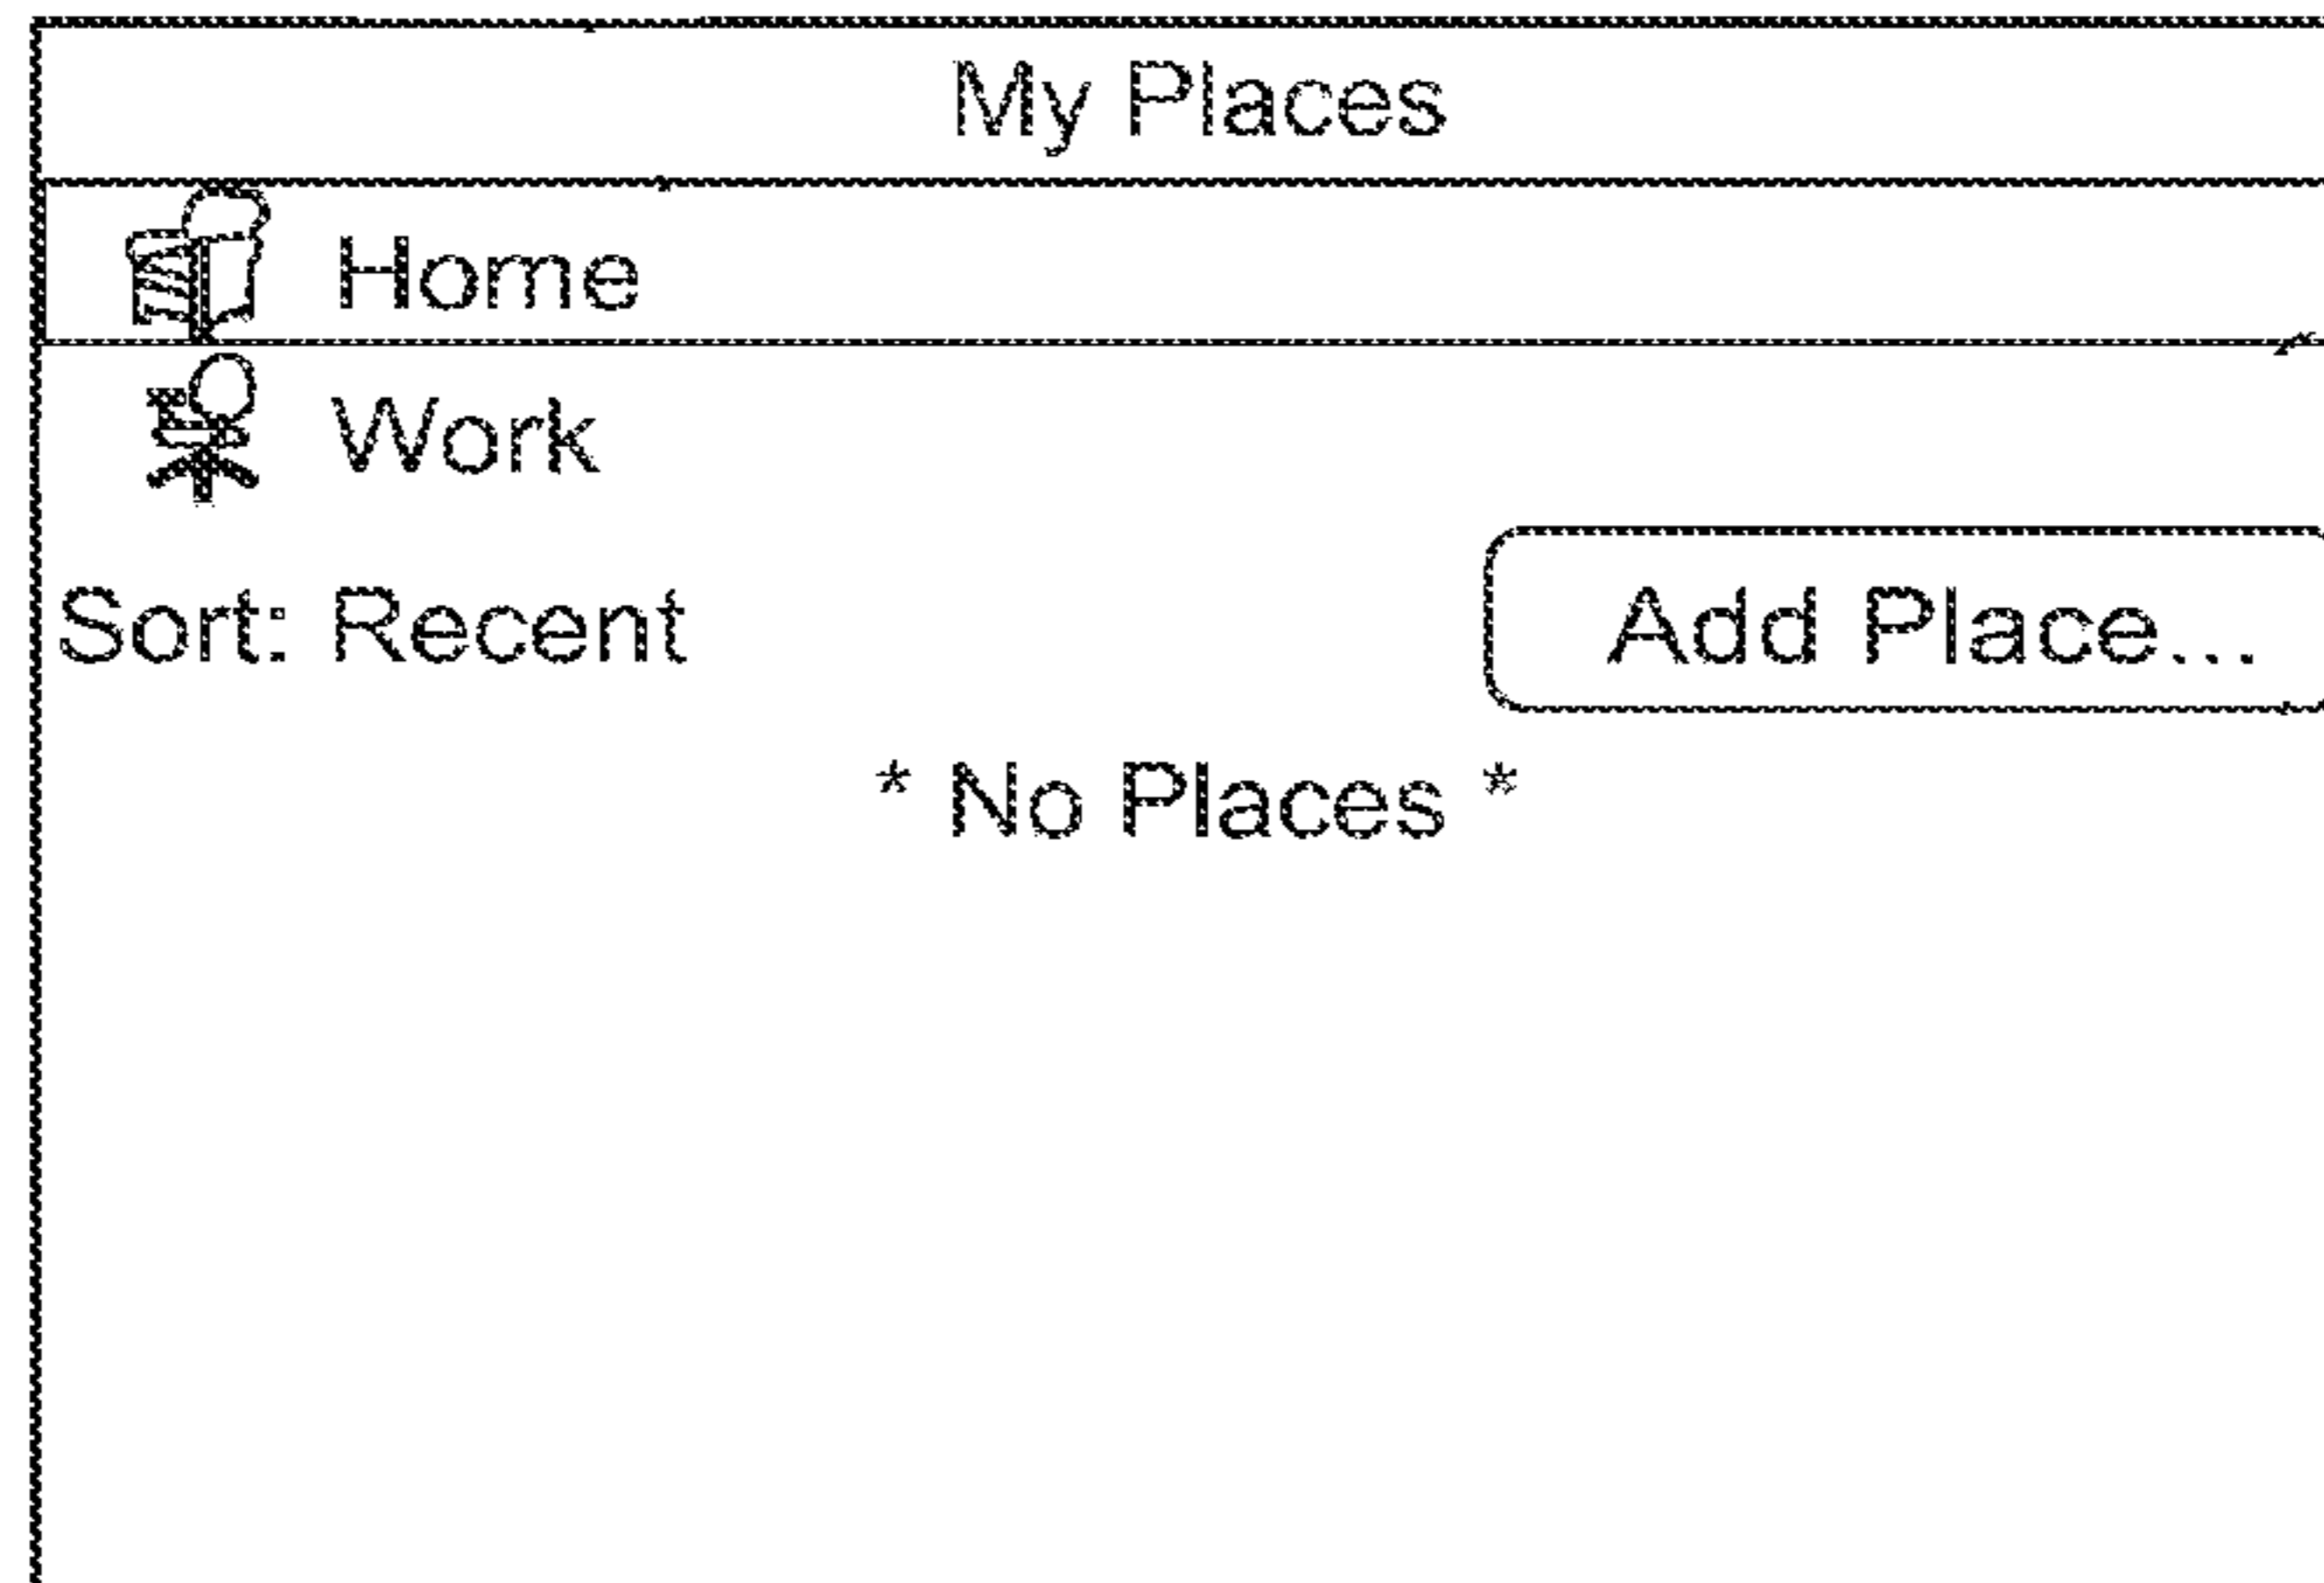 My Places
Home
Work
Sort: Recent
Add Place...
* No Places *